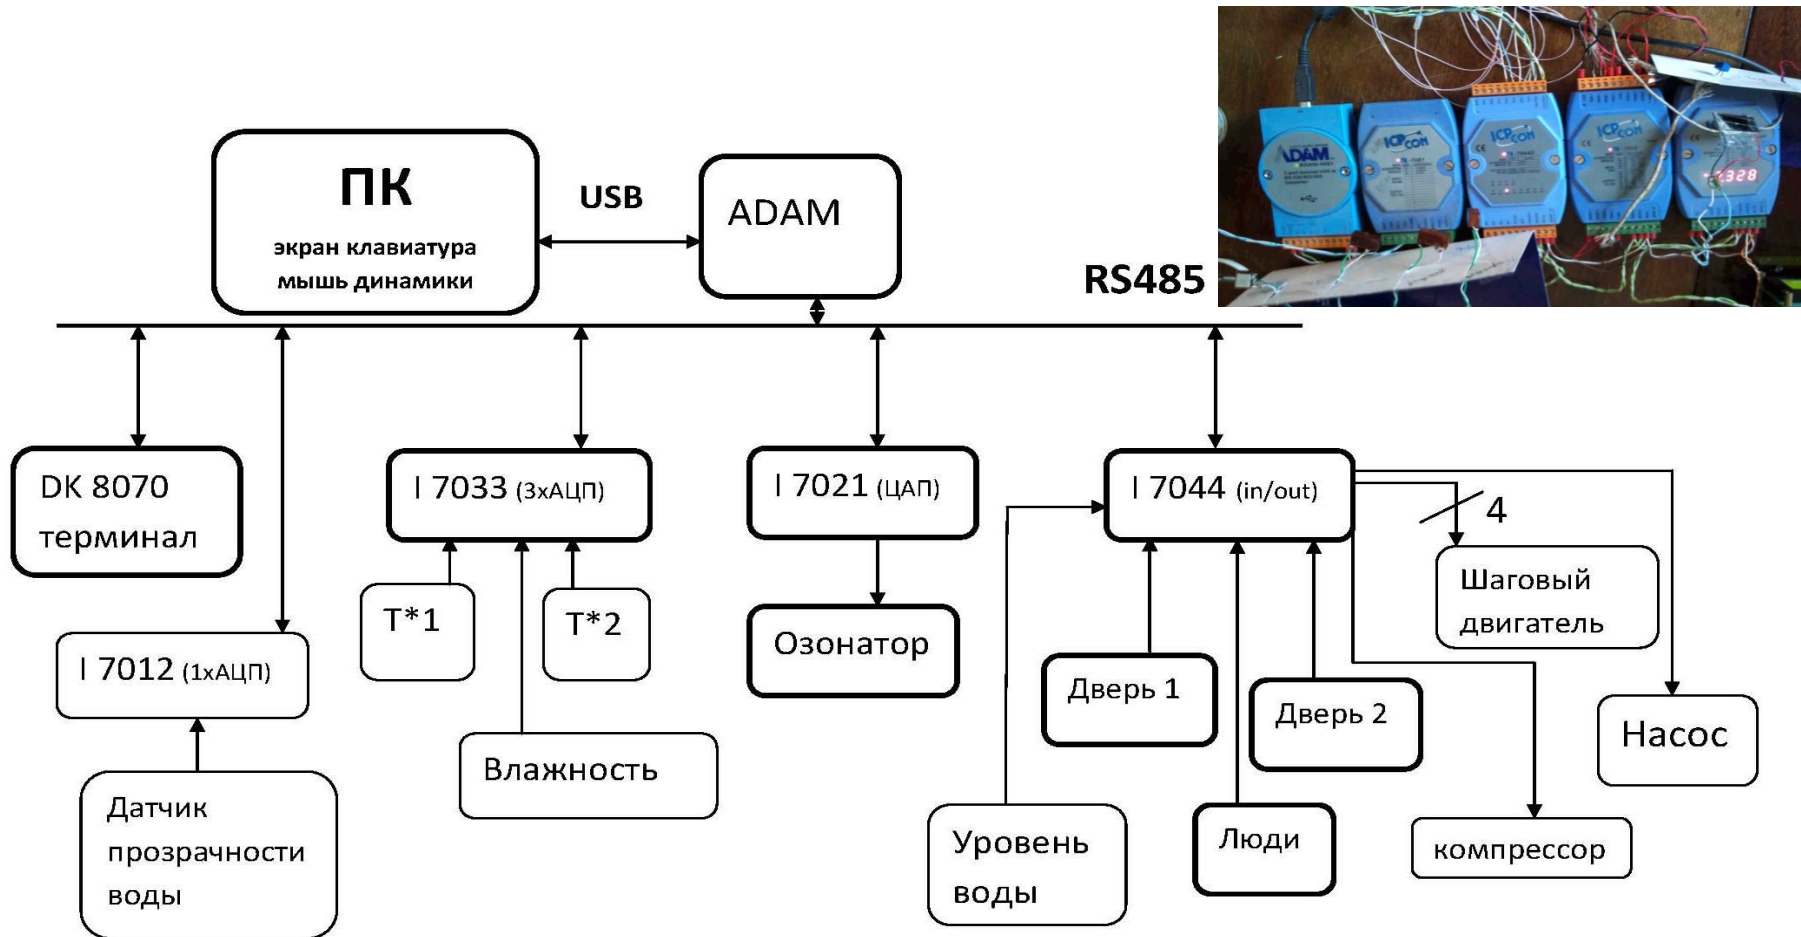 ПК
экран клавиатура
мышь динамики
USB
ADAM
RS485
ADAM
ICP
CON
ICP
CON
ICP
CON
.328
DK 8070
терминал
I 7033 (3хАЦП)
I 7021 (ЦАП)
I 7044 (in/out)
4
Шаговый
двигатель
T*1
T*2
Озонатор
I 7012 (1хАЦП)
Дверь 1
Дверь 2
Насос
Влажность
Датчик
прозрачности
воды
Уровень
воды
Люди
компрессор